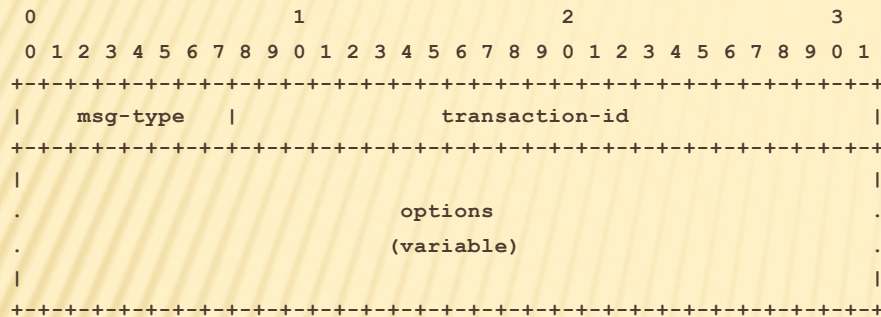 0                   1                   2                   3
0 1 2 3 4 5 6 7 8 9 0 1 2 3 4 5 6 7 8 9 0 1 2 3 4 5 6 7 8 9 0 1
+-+-+-+-+-+-+-+-+-+-+-+-+-+-+-+-+-+-+-+-+-+-+-+-+-+-+-+-+-+-+-+-+
|    msg-type   |               transaction-id                |
+-+-+-+-+-+-+-+-+-+-+-+-+-+-+-+-+-+-+-+-+-+-+-+-+-+-+-+-+-+-+-+-+
|                                                               |
.                            options                            .
.                           (variable)                          .
|                                                               |
+-+-+-+-+-+-+-+-+-+-+-+-+-+-+-+-+-+-+-+-+-+-+-+-+-+-+-+-+-+-+-+-+